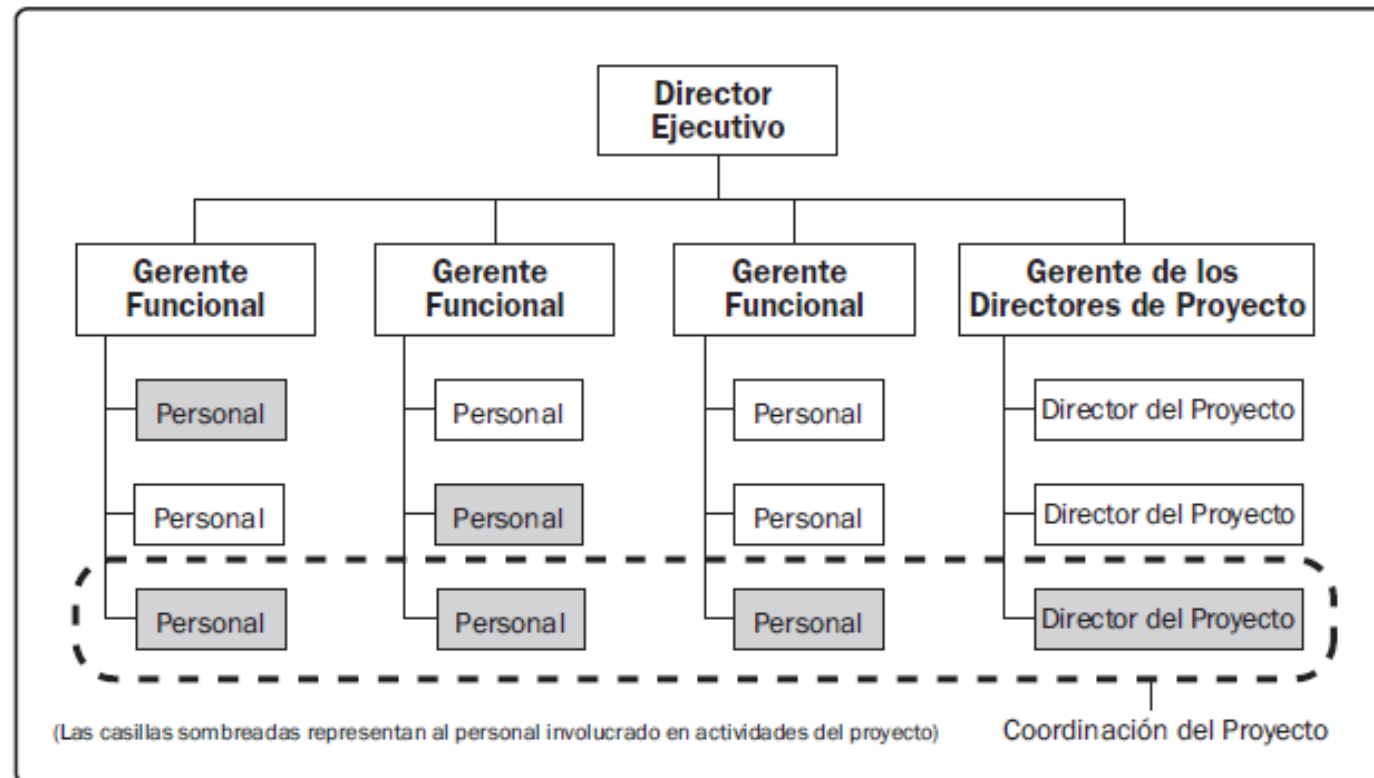 Director
Ejecutivo
Gerente
Funcional
Gerente
Funcional
Gerente
Funcional
Gerente de los
Directores de Proyecto
Personal
Personal
Personal
Director del Proyecto
Personal
Personal
Personal
Director del Proyecto
Personal
Personal
Personal
Director del Proyecto
(Las casillas sombreadas representan al personal involucrado en actividades del proyecto)
Coordinación del Proyecto